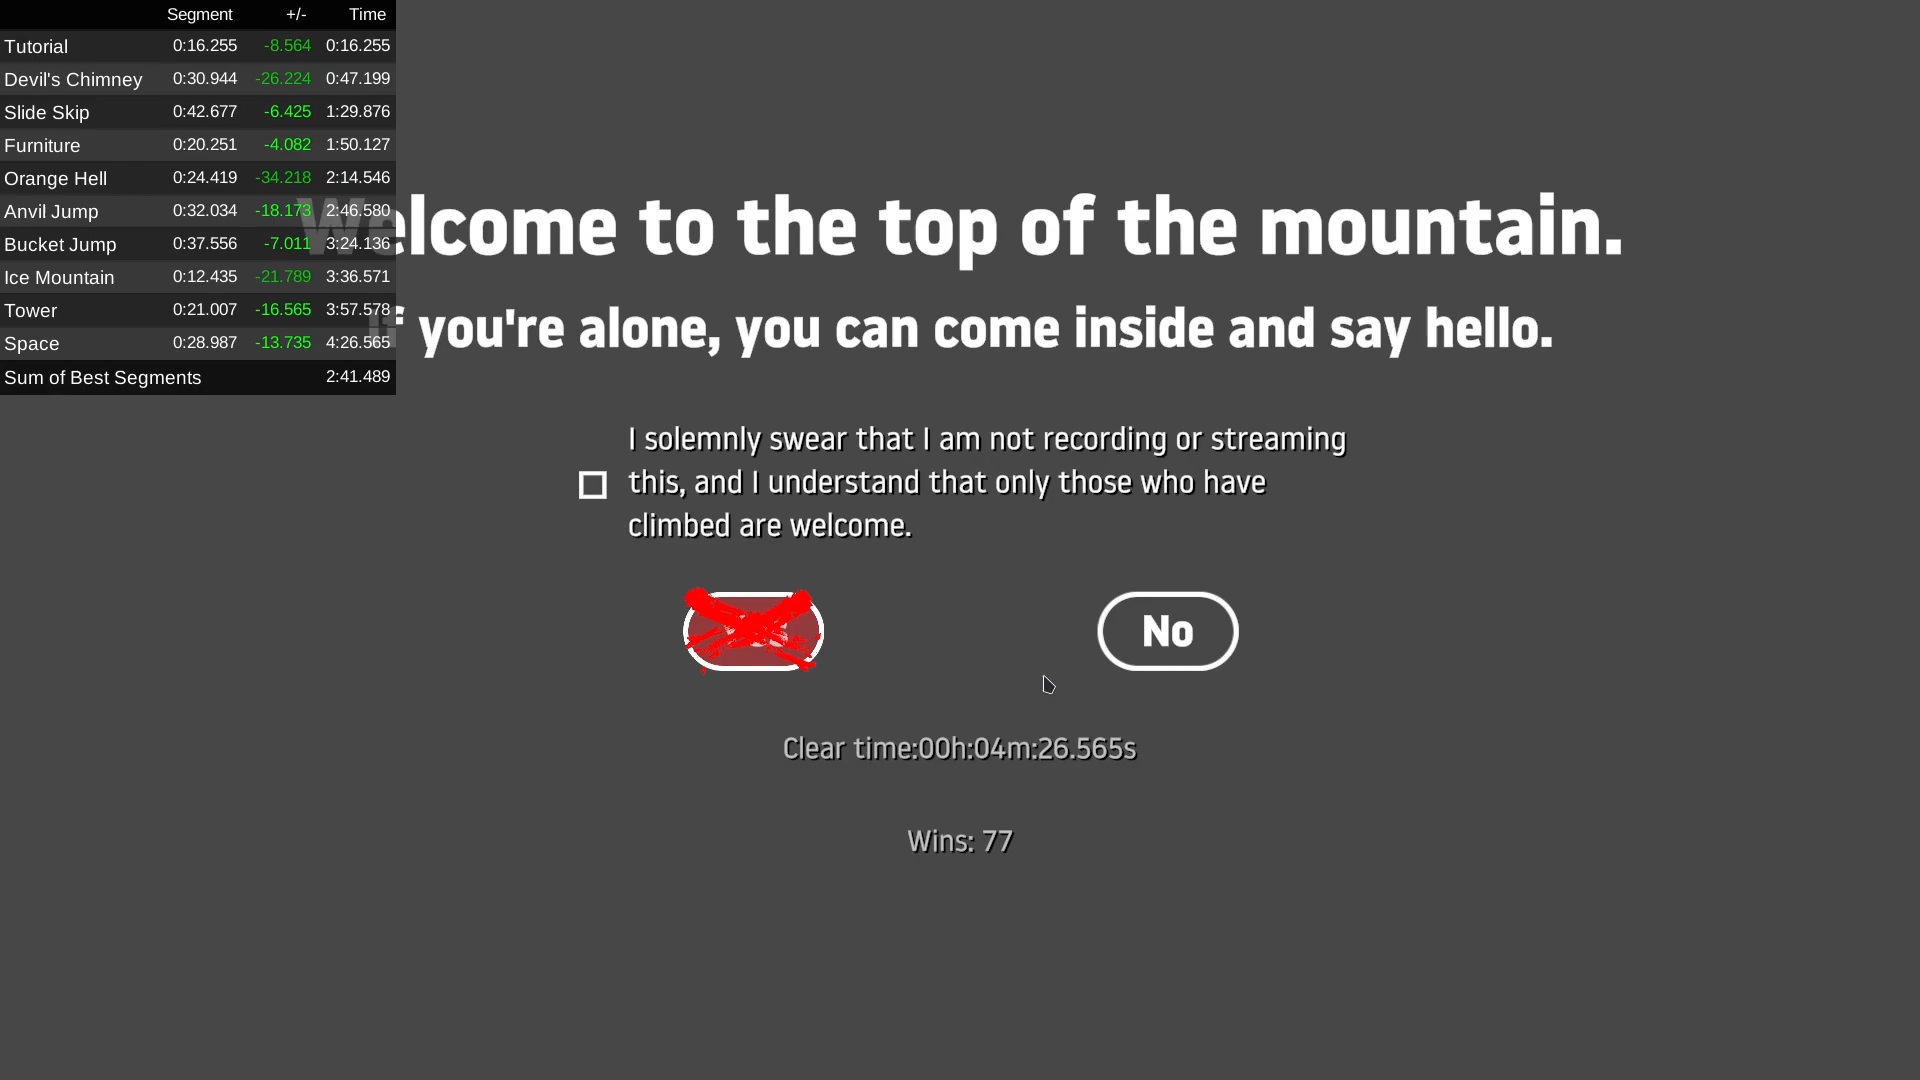 Segment +/- Time
Tutorial 0:16.255 -8.564 0:16.255
Devil's Chimney 0:30.944 -26.224 0:47.199
Slide Skip 0:42.677 -6.425 1:29.876
Furniture 0:20.251 -4.082 1:50.127
Orange Hell 0:24.419 -34.218 2:14.546
Anvil Jump 0:32.034 -18.173 2:46.580
Bucket Jump 0:37.556 -7.011 3:24.136
Ice Mountain 0:12.435 -21.789 3:36.571
Tower 0:21.007 -16.565 3:57.578
Space 0:28.987 -13.735 4:26.565
Sum of Best Segments 2:41.489
Welcome to the top of the mountain.
If you're alone, you can come inside and say hello.
I solemnly swear that I am not recording or streaming
this, and I understand that only those who have
climbed are welcome.
No
Clear time:00h:04m:26.565s
Wins: 77